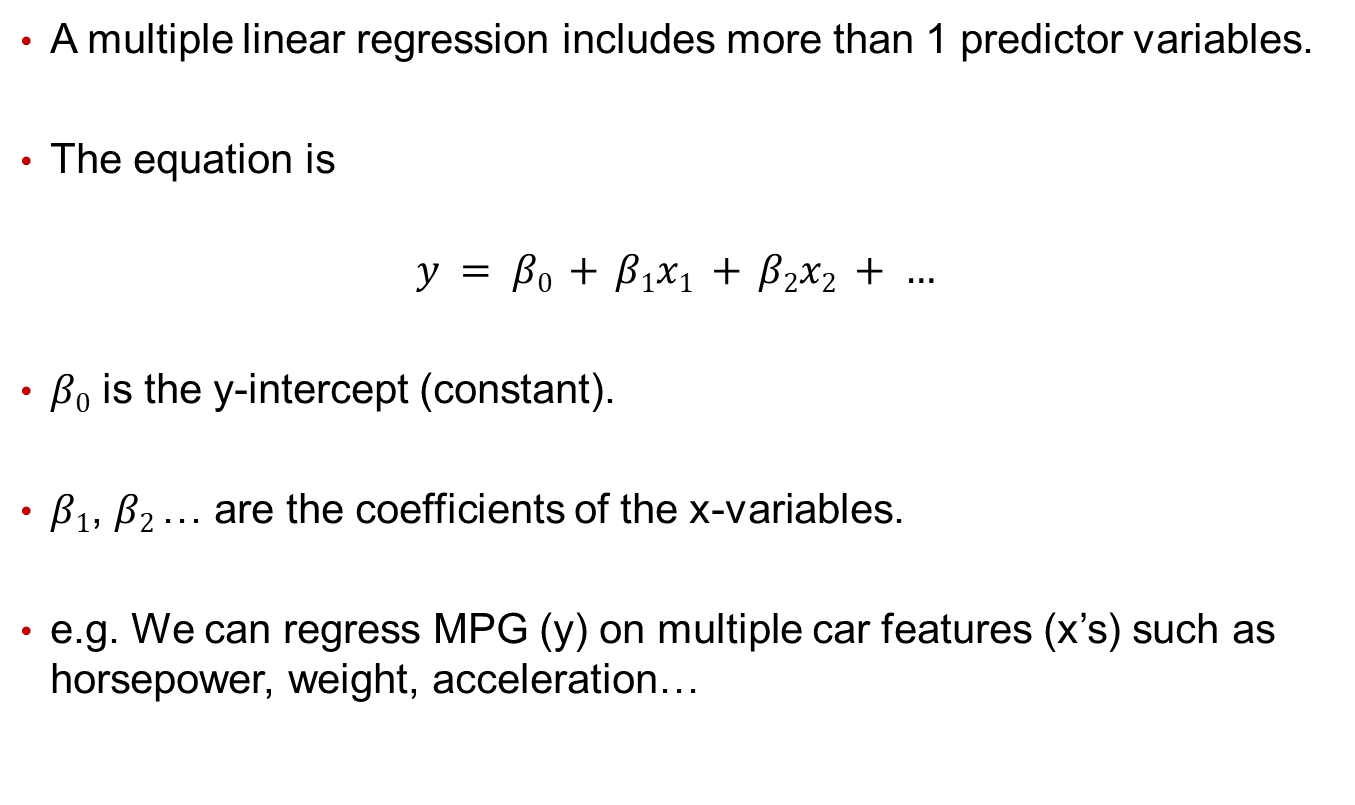 • A multiple linear regression includes more than 1 predictor variables.
• The equation is
y = β₀ + β₁x₁ + β₂x₂ + …
• β₀ is the y-intercept (constant).
• β₁, β₂ … are the coefficients of the x-variables.
• e.g. We can regress MPG (y) on multiple car features (x’s) such as
horsepower, weight, acceleration…